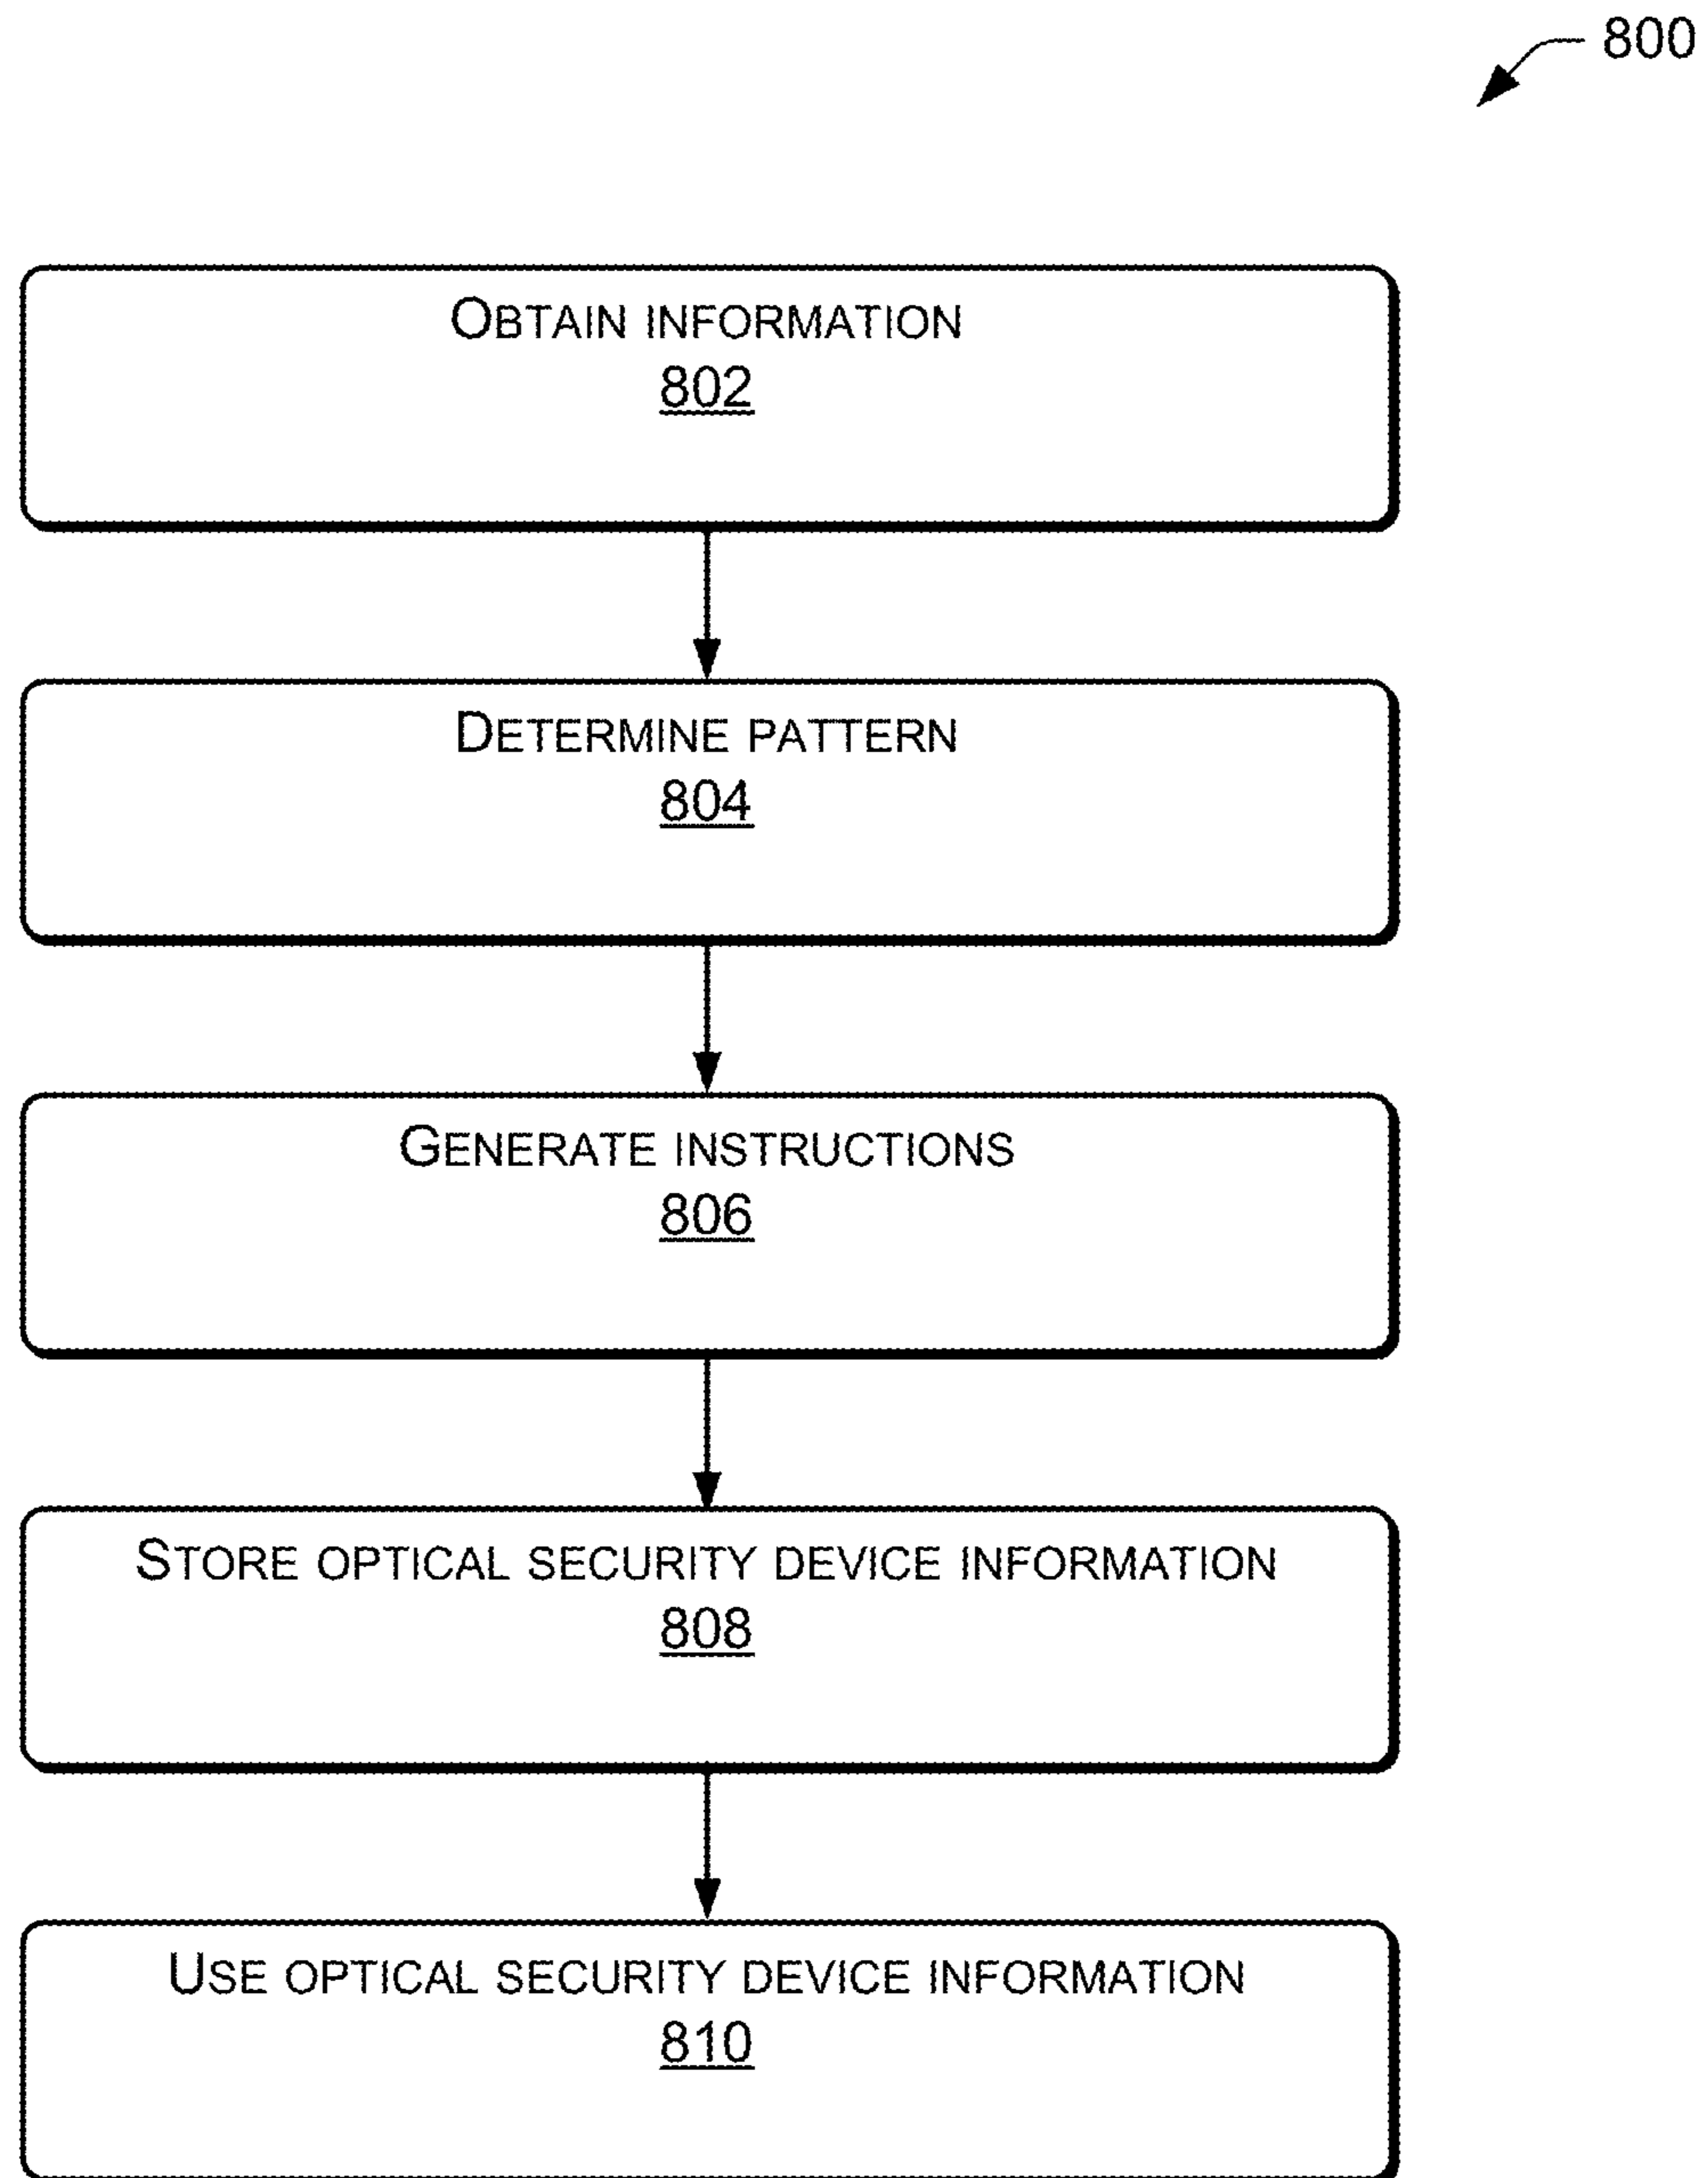 800
OBTAIN INFORMATION
802
DETERMINE PATTERN
804
GENERATE INSTRUCTIONS
806
STORE OPTICAL SECURITY DEVICE INFORMATION
808
USE OPTICAL SECURITY DEVICE INFORMATION
810